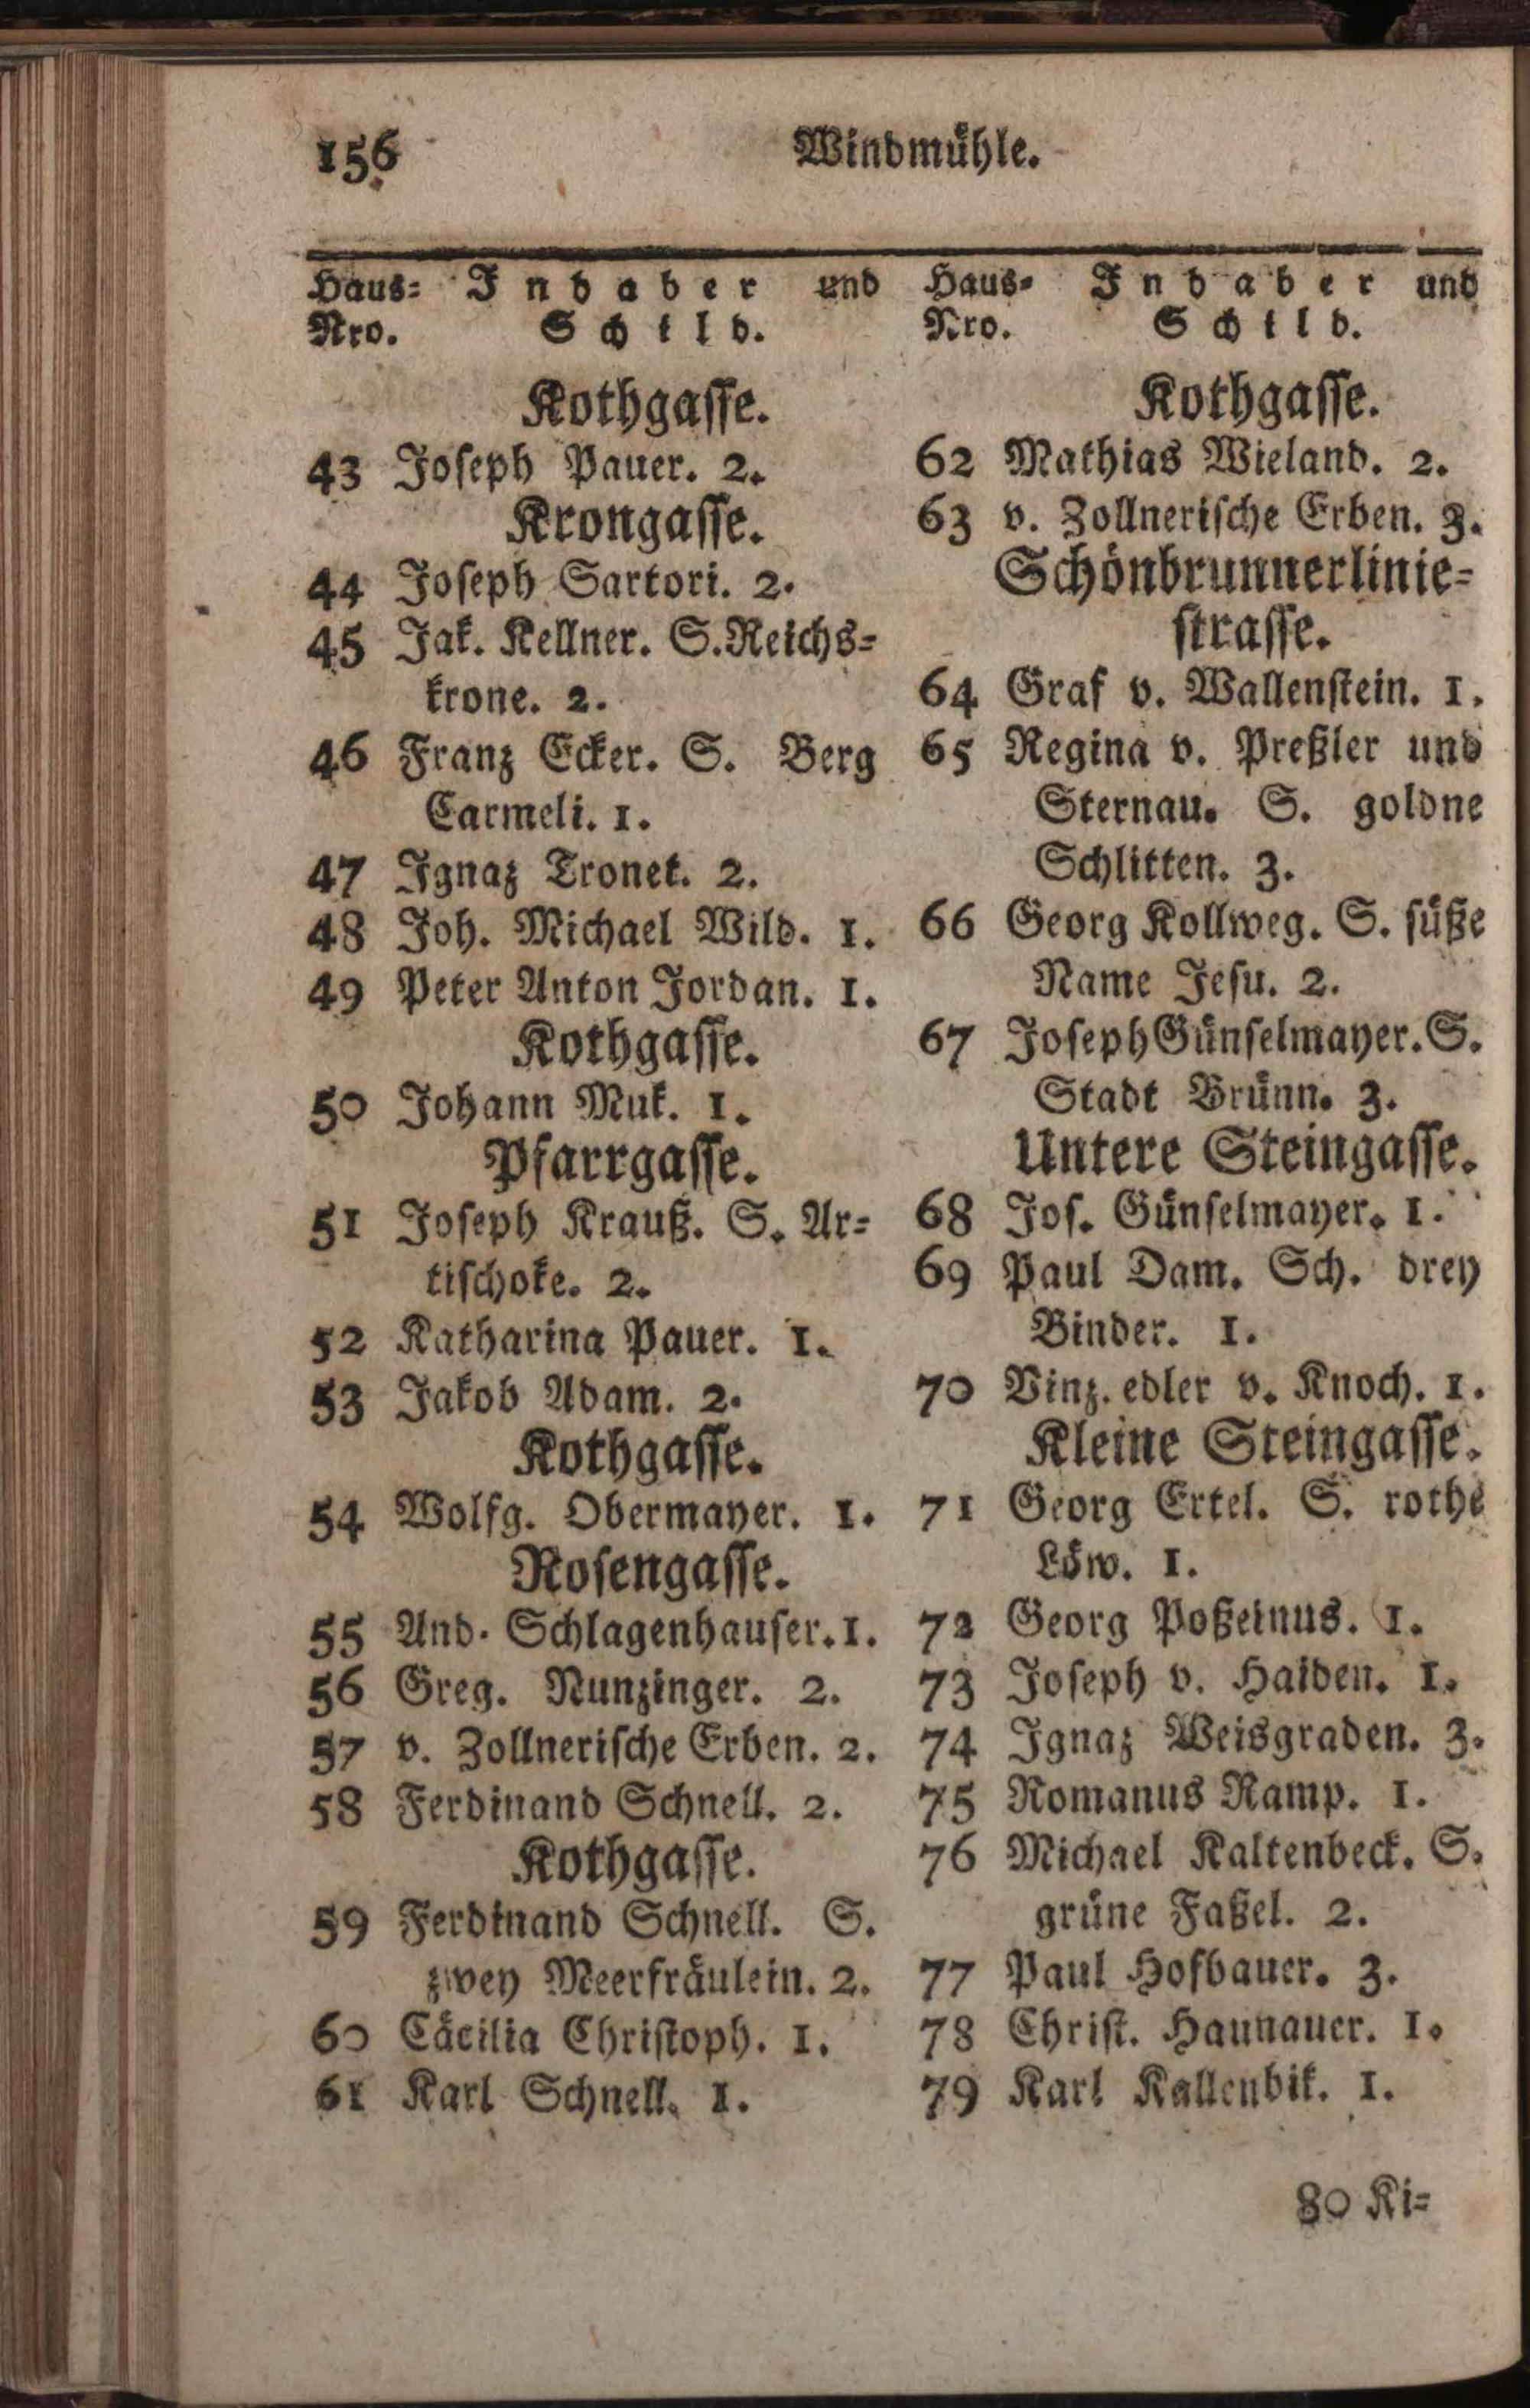 156
Windmühle.
Haus= Inhaber und
Nro. Schild.
Kothgasse.
43 Joseph Pauer. 2.
Krongasse.
44 Joseph Sartori. 2.
45 Jak. Kellner. S. Reichs=
krone. 2.
46 Franz Ecker. S. Berg
Carmeli. 1.
47 Ignaz Tronet. 2.
48 Joh. Michael Wild. 1.
49 Peter Anton Jordan. 1.
Kothgasse.
50 Johann Muk. 1.
Pfarrgasse.
51 Joseph Krauß. S. Ar=
tischoke. 2.
52 Katharina Pauer. 1.
53 Jakob Adam. 2.
Kothgasse.
54 Wolfg. Obermayer. 1.
Rosengasse.
55 And. Schlagenhauser. 1.
56 Greg. Nunzinger. 2.
57 v. Zollnerische Erben. 2.
58 Ferdinand Schnell. 2.
Kothgasse.
59 Ferdinand Schnell. S.
zwey Meerfräulein. 2.
60 Cäcilia Christoph. 1.
61 Karl Schnell. 1.
Haus= Inhaber und
Nro. Schild.
Kothgasse.
62 Mathias Wieland. 2.
63 v. Zollnerische Erben. 3.
Schönbrunnerlinie=
strasse.
64 Graf v. Wallenstein. 1.
65 Regina v. Preßler und
Sternau. S. goldne
Schlitten. 3.
66 Georg Kollweg. S. süße
Name Jesu. 2.
67 Joseph Günselmayer. S.
Stadt Brünn. 3.
Untere Steingasse.
68 Jos. Günselmayer. 1.
69 Paul Dam. Sch. drey
Binder. 1.
70 Vinz. edler v. Knoch. 1.
Kleine Steingasse.
71 Georg Ertel. S. rothe
Löw. 1.
72 Georg Poßeinus. 1.
73 Joseph v. Haiden. 1.
74 Ignaz Weisgraden. 3.
75 Romanus Ramp. 1.
76 Michael Kaltenbeck. S.
grüne Faßel. 2.
77 Paul Hofbauer. 3.
78 Christ. Haunauer. 1.
79 Karl Kallenbik. 1.
80 Ki=